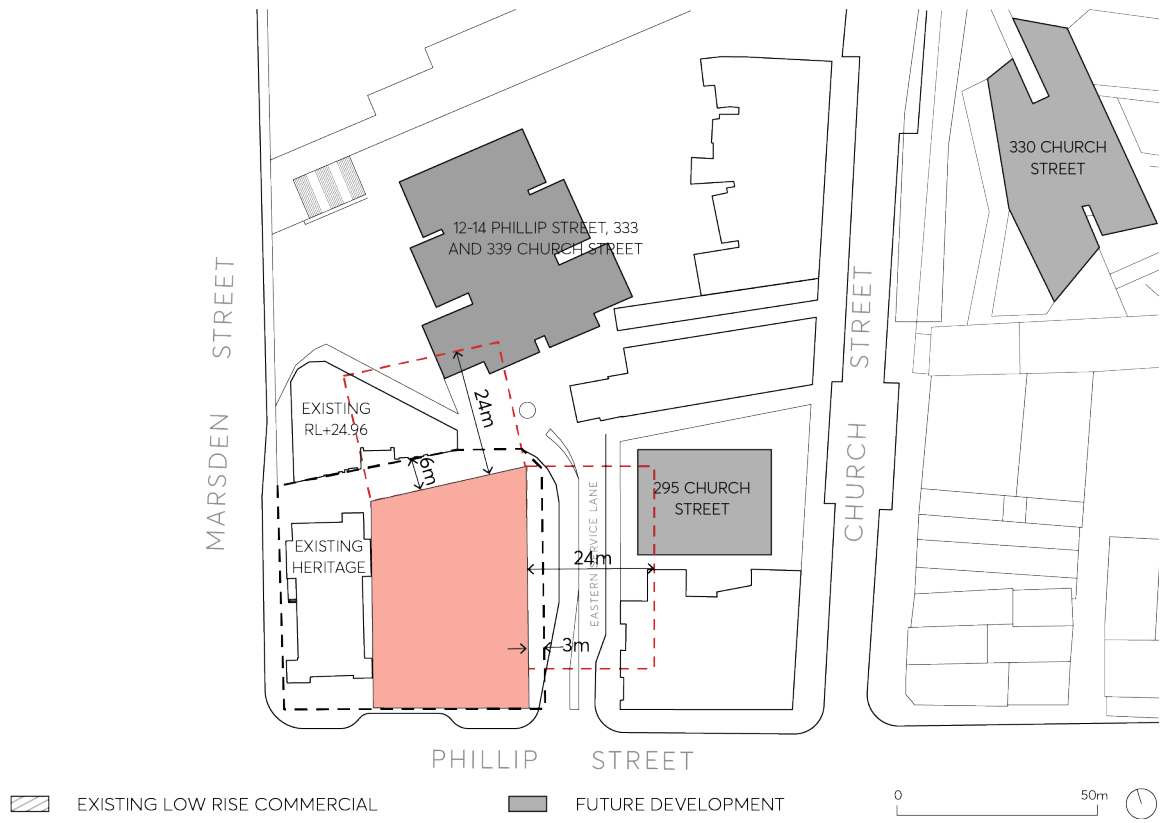 330 CHURCH
STREET
12-14 PHILLIP STREET, 333
AND 339 CHURCH STREET
MARSDEN STREET
CHURCH STREET
EXISTING
RL+24.96
24m
6m
295 CHURCH
STREET
EASTERN SERVICE LANE
EXISTING
HERITAGE
24m
3m
PHILLIP STREET
EXISTING LOW RISE COMMERCIAL
FUTURE DEVELOPMENT
0
50m